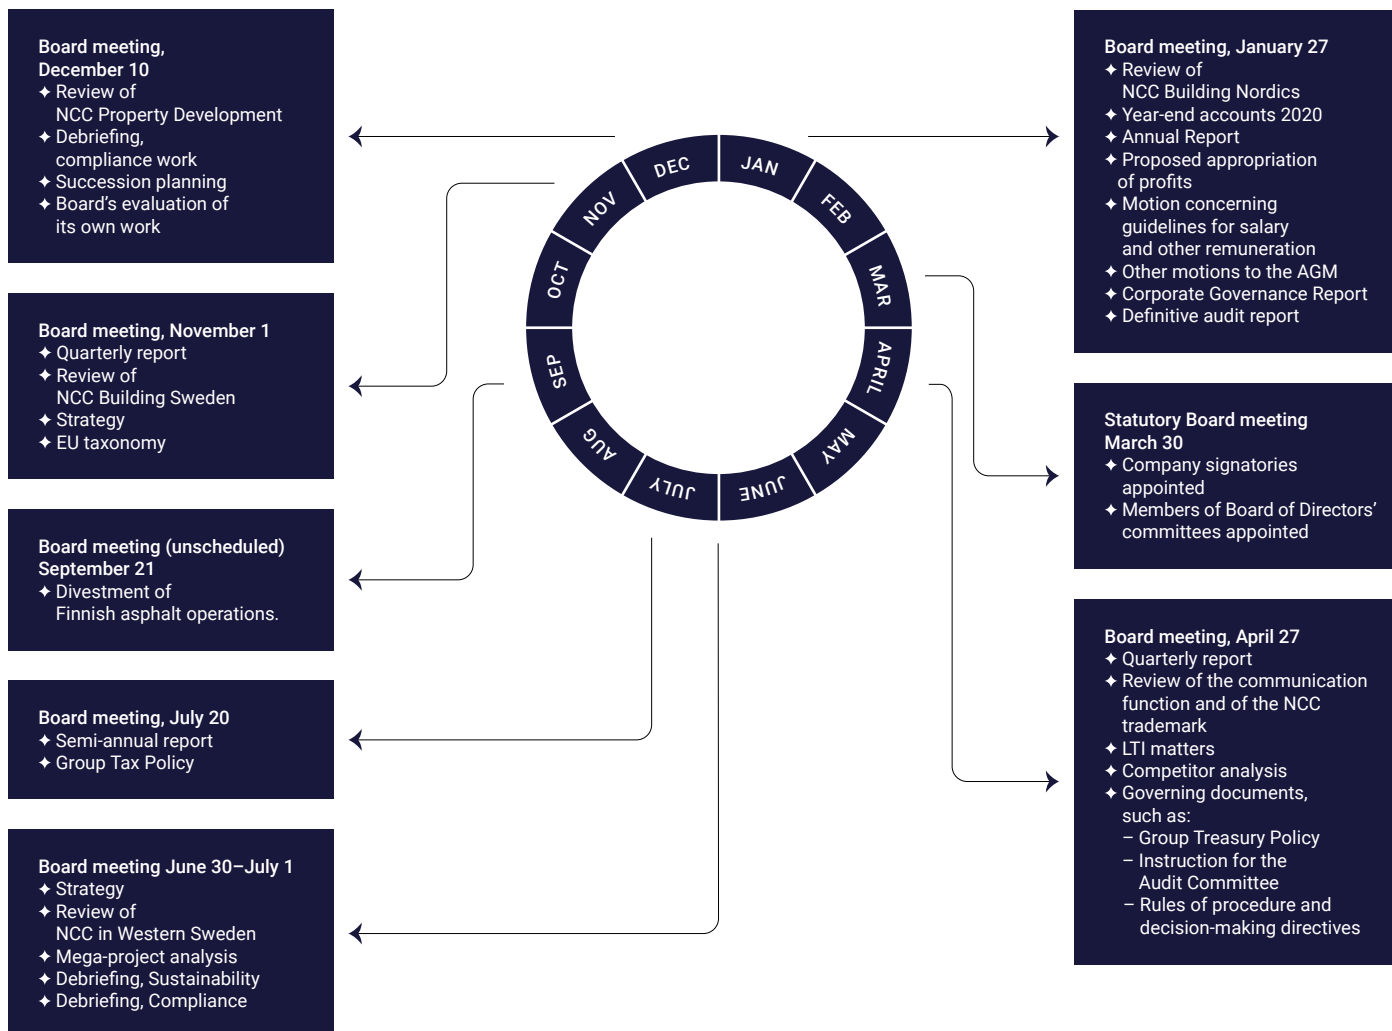 Board meeting,
December 10
✦ Review of
NCC Property Development
✦ Debriefing,
compliance work
✦ Succession planning
✦ Board’s evaluation of
its own work
Board meeting, November 1
✦ Quarterly report
✦ Review of
NCC Building Sweden
✦ Strategy
✦ EU taxonomy
Board meeting (unscheduled)
September 21
✦ Divestment of
Finnish asphalt operations.
Board meeting, July 20
✦ Semi-annual report
✦ Group Tax Policy
Board meeting June 30–July 1
✦ Strategy
✦ Review of
NCC in Western Sweden
✦ Mega-project analysis
✦ Debriefing, Sustainability
✦ Debriefing, Compliance
JAN
FEB
MAR
APRIL
MAY
JUNE
JULY
AUG
SEP
OCT
NOV
DEC
Board meeting, January 27
✦ Review of
NCC Building Nordics
✦ Year-end accounts 2020
✦ Annual Report
✦ Proposed appropriation
of profits
✦ Motion concerning
guidelines for salary
and other remuneration
✦ Other motions to the AGM
✦ Corporate Governance Report
✦ Definitive audit report
Statutory Board meeting
March 30
✦ Company signatories
appointed
✦ Members of Board of Directors’
committees appointed
Board meeting, April 27
✦ Quarterly report
✦ Review of the communication
function and of the NCC
trademark
✦ LTI matters
✦ Competitor analysis
✦ Governing documents,
such as:
– Group Treasury Policy
– Instruction for the
Audit Committee
– Rules of procedure and
decision-making directives